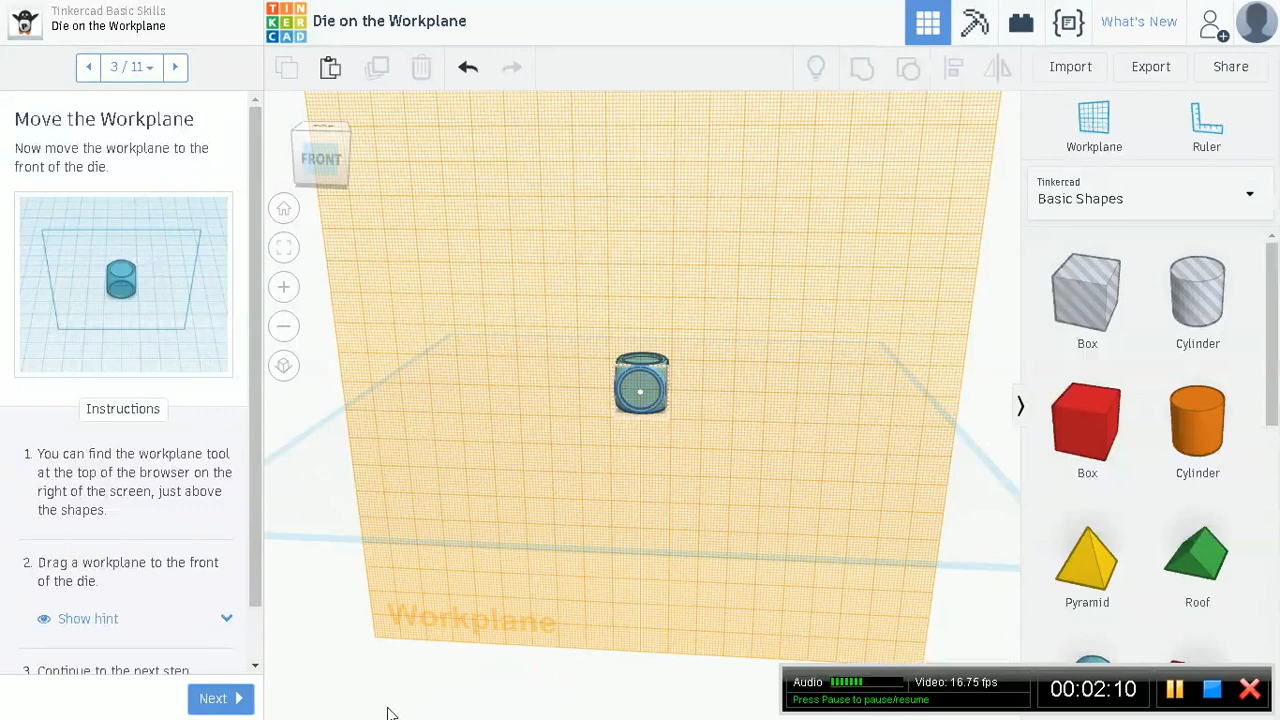 Tinkercad Basic Skills
Die on the Workplane
TIN
KER
CAD
Die on the Workplane
What's New
3 / 11
Import
Export
Share
Move the Workplane
Now move the workplane to the
front of the die.
FRONT
Workplane
Ruler
Tinkercad
Basic Shapes
Box
Cylinder
Instructions
1. You can find the workplane tool
at the top of the browser on the
right of the screen, just above
the shapes.
Box
Cylinder
2. Drag a workplane to the front
of the die.
Show hint
Pyramid
Roof
Workplane
3. Continue to the next step.
Next
Audio
Video: 16.75 fps
Press Pause to pause/resume
00:02:10